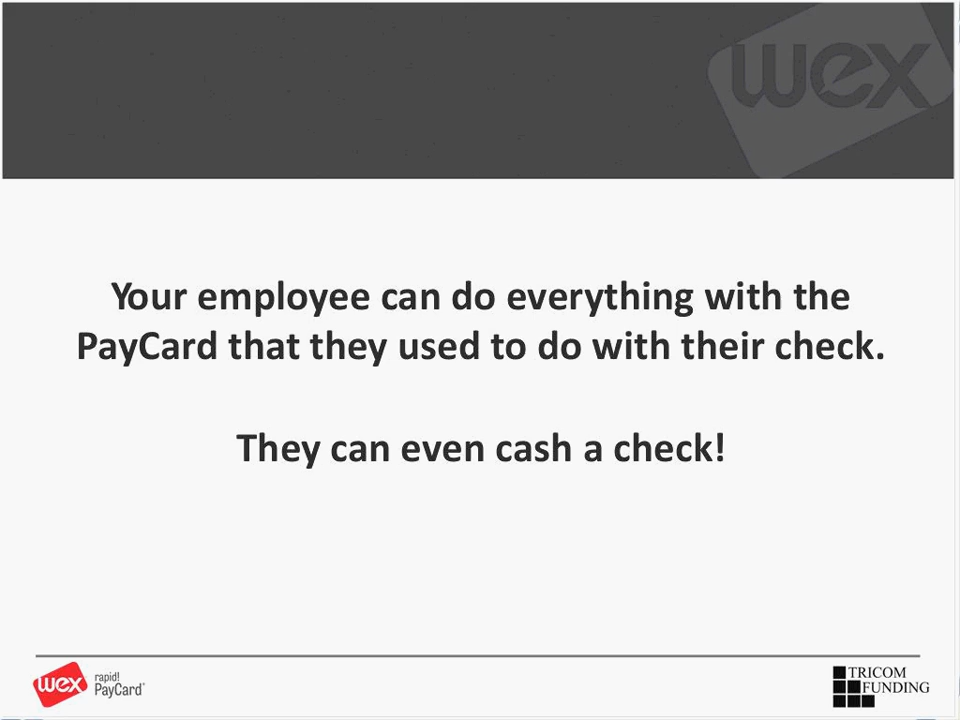 wex
Your employee can do everything with the
PayCard that they used to do with their check.
They can even cash a check!
wex rapid! PayCard®
TRICOM
FUNDING